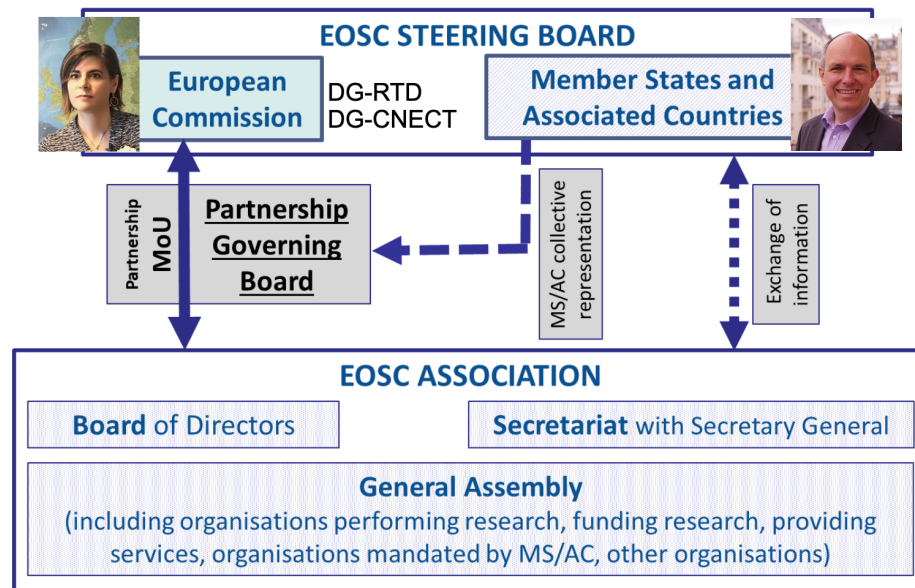 EOSC STEERING BOARD
European
Commission
DG-RTD
DG-CNECT
Member States and
Associated Countries
Partnership
MoU
Partnership
Governing
Board
MS/AC collective
representation
Exchange of
information
EOSC ASSOCIATION
Board of Directors
Secretariat with Secretary General
General Assembly
(including organisations performing research, funding research, providing
services, organisations mandated by MS/AC, other organisations)